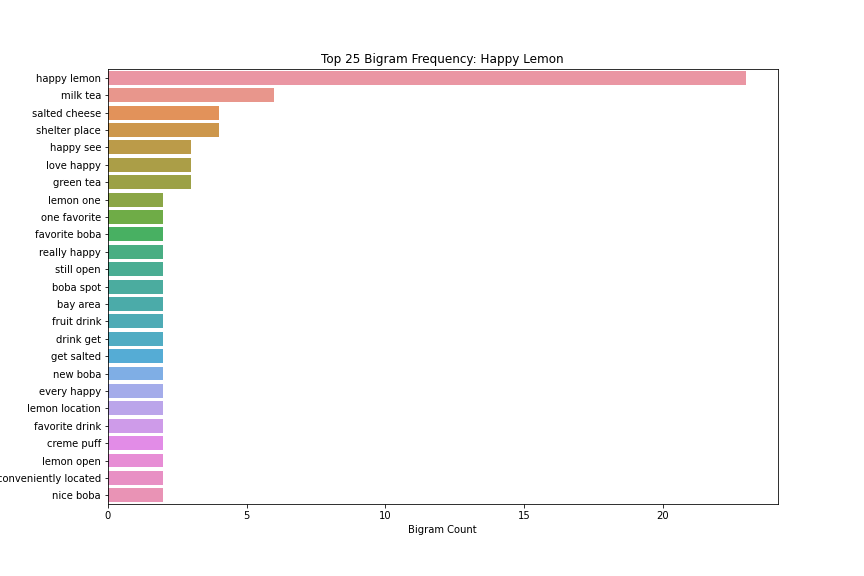 Top 25 Bigram Frequency: Happy Lemon
happy lemon
milk tea
salted cheese
shelter place
happy see
love happy
green tea
lemon one
one favorite
favorite boba
really happy
still open
boba spot
bay area
fruit drink
drink get
get salted
new boba
every happy
lemon location
favorite drink
creme puff
lemon open
conveniently located
nice boba
0 5 10 15 20
Bigram Count